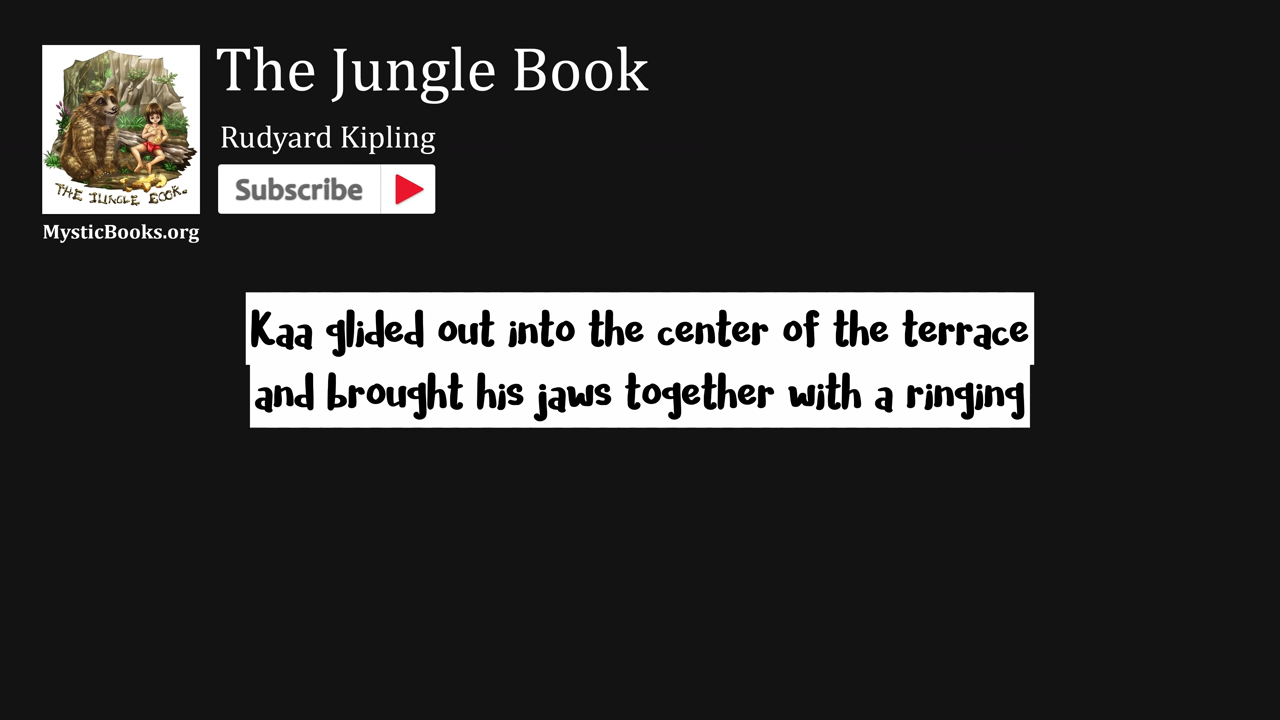 The Jungle Book
Rudyard Kipling
Subscribe
THE JUNGLE BOOK.
MysticBooks.org
Kaa glided out into the center of the terrace
and brought his jaws together with a ringing